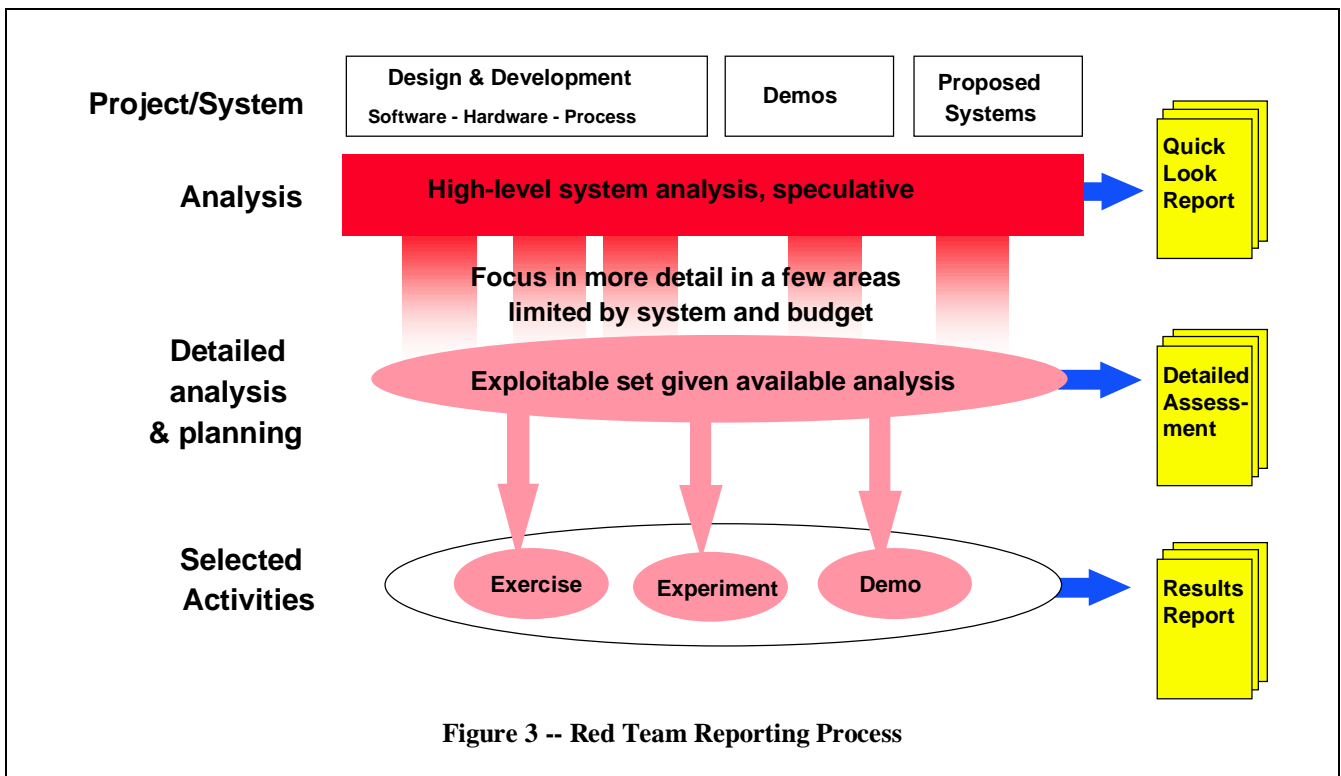 Project/System
Design & Development
Software - Hardware - Process
Demos
Proposed
Systems
Analysis
High-level system analysis, speculative
Quick
Look
Report
Focus in more detail in a few areas
limited by system and budget
Detailed
analysis
& planning
Exploitable set given available analysis
Detailed
Assess-
ment
Selected
Activities
Exercise
Experiment
Demo
Results
Report
Figure 3 -- Red Team Reporting Process